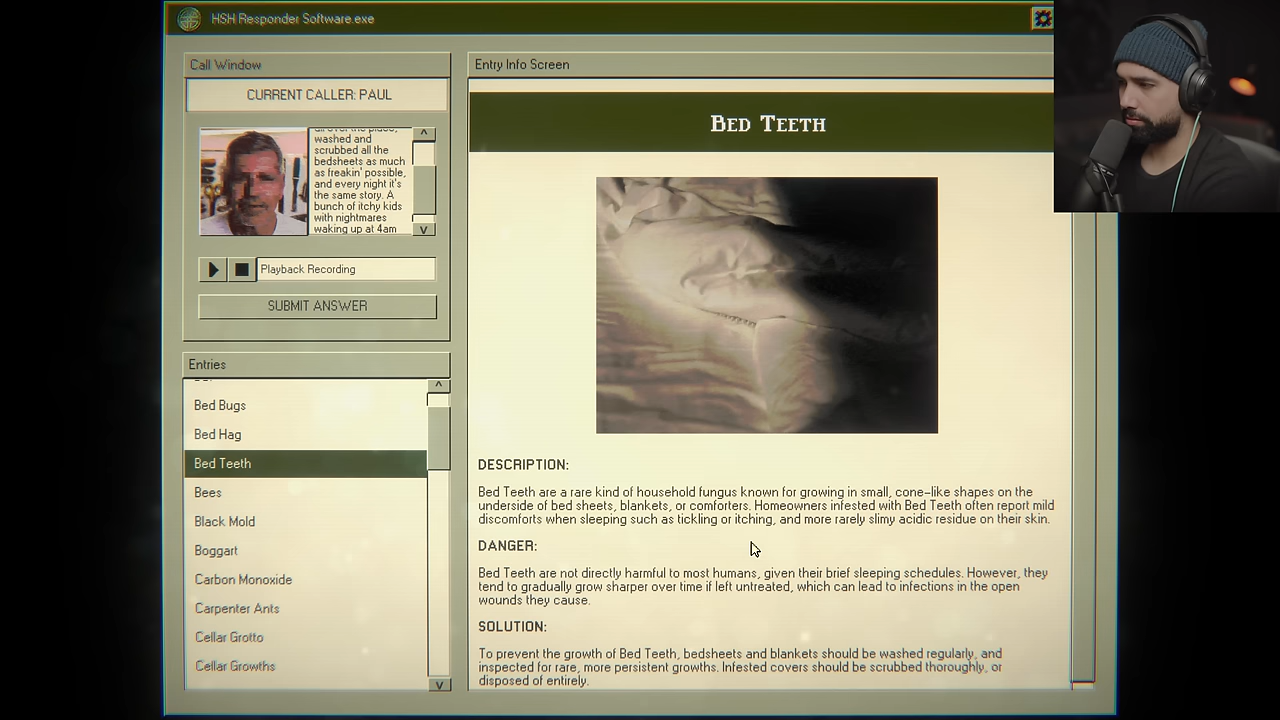 HSH Responder Software.exe
Call Window
CURRENT CALLER: PAUL
all over the place,
washed and
scrubbed all the
bedsheets as much
as freakin' possible,
and every night it's
the same story. A
bunch of itchy kids
with nightmares
waking up at 4am
Playback Recording
SUBMIT ANSWER
Entries
Bed Bugs
Bed Hag
Bed Teeth
Bees
Black Mold
Boggart
Carbon Monoxide
Carpenter Ants
Cellar Grotto
Cellar Growths
Entry Info Screen
Bed Teeth
DESCRIPTION:
Bed Teeth are a rare kind of household fungus known for growing in small, cone-like shapes on the
underside of bed sheets, blankets, or comforters. Homeowners infested with Bed Teeth often report mild
discomforts when sleeping such as tickling or itching, and more rarely slimy acidic residue on their skin.
DANGER:
Bed Teeth are not directly harmful to most humans, given their brief sleeping schedules. However, they
tend to gradually grow sharper over time if left untreated, which can lead to infections in the open
wounds they cause.
SOLUTION:
To prevent the growth of Bed Teeth, bedsheets and blankets should be washed regularly, and
inspected for rare, more persistent growths. Infested covers should be scrubbed thoroughly, or
disposed of entirely.